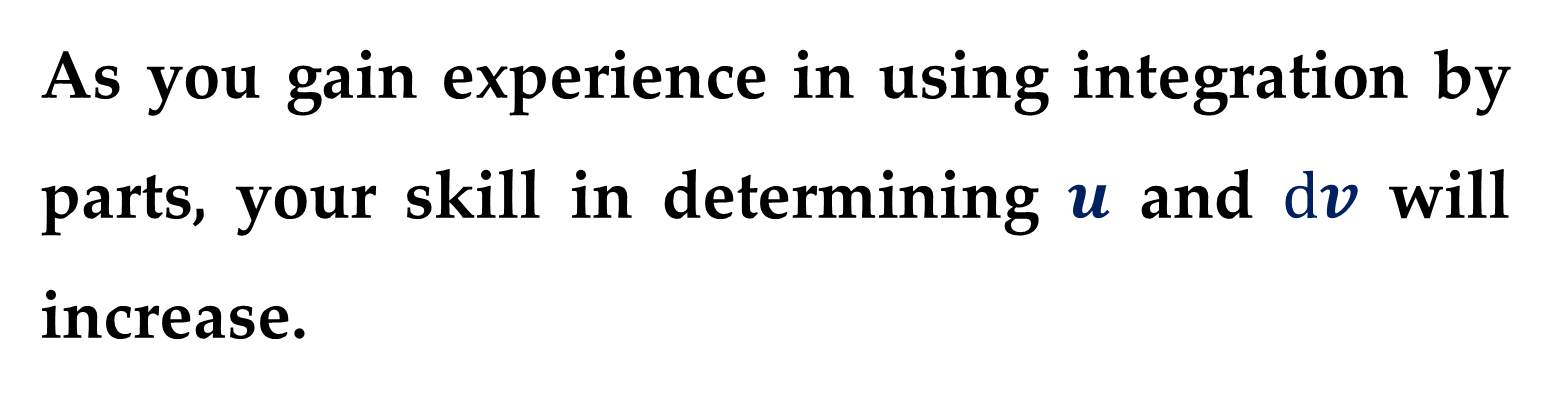 As you gain experience in using integration by
parts, your skill in determining u and dv will
increase.